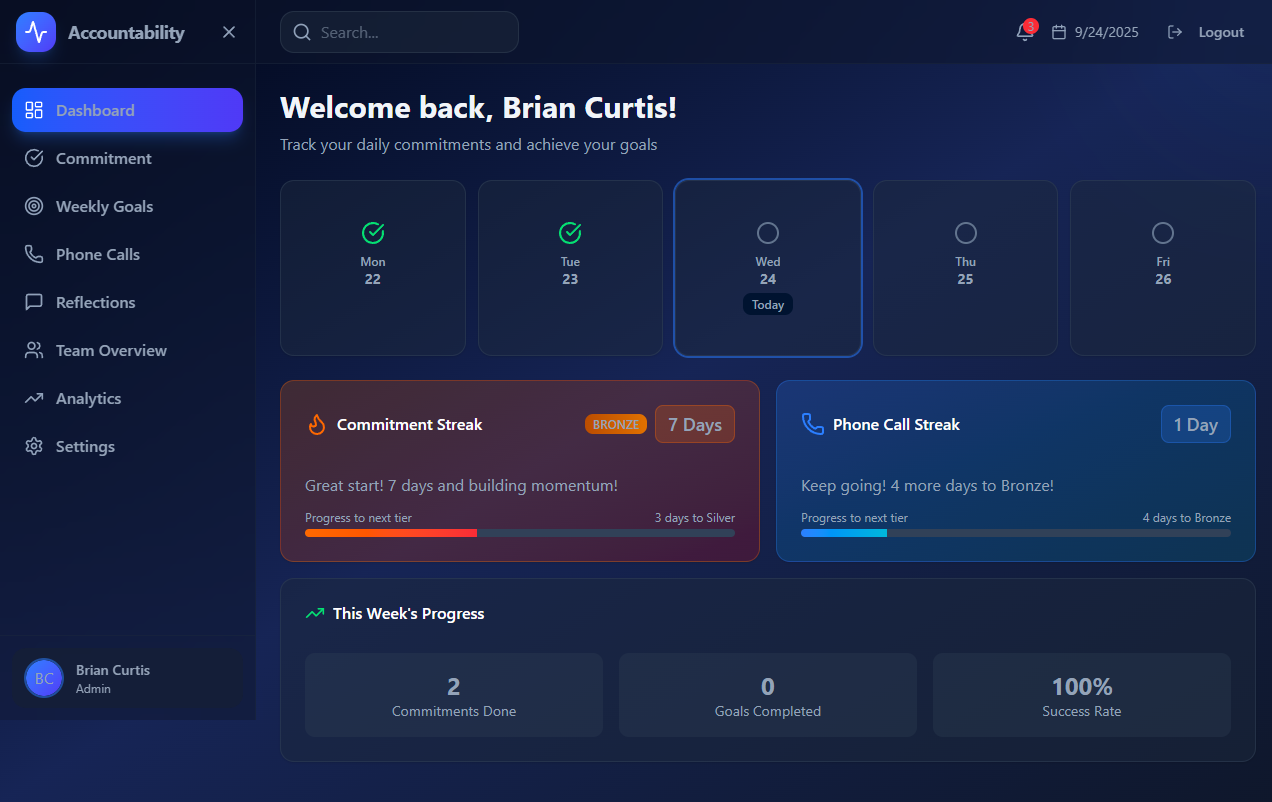 Accountability
Search...
3
9/24/2025
Logout
Dashboard
Commitment
Weekly Goals
Phone Calls
Reflections
Team Overview
Analytics
Settings
BC
Brian Curtis
Admin
Welcome back, Brian Curtis!
Track your daily commitments and achieve your goals
Mon
22
Tue
23
Wed
24
Today
Thu
25
Fri
26
Commitment Streak
BRONZE
7 Days
Great start! 7 days and building momentum!
Progress to next tier
3 days to Silver
Phone Call Streak
1 Day
Keep going! 4 more days to Bronze!
Progress to next tier
4 days to Bronze
This Week's Progress
2
Commitments Done
0
Goals Completed
100%
Success Rate